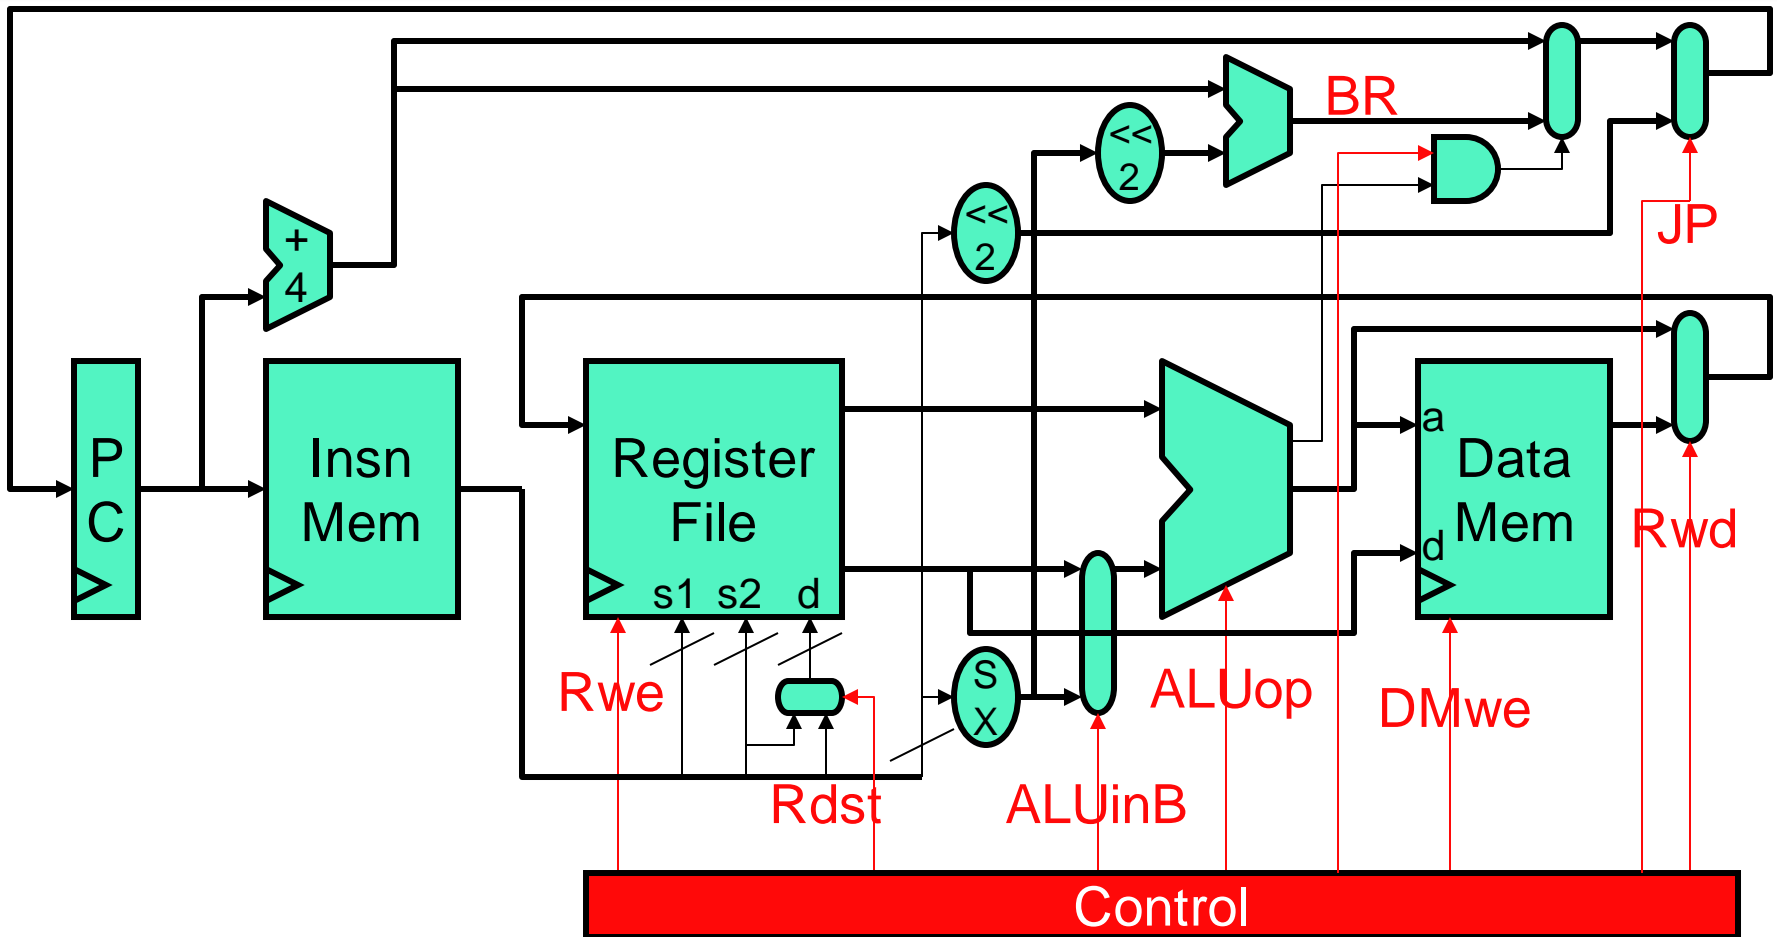 BR
<<
2
<<
2
JP
+
4
P
C
Insn
Mem
Register
File
s1 s2 d
a
Data
Mem
d
Rwd
Rwe
S
X
ALUop
DMwe
Rdst
ALUinB
Control